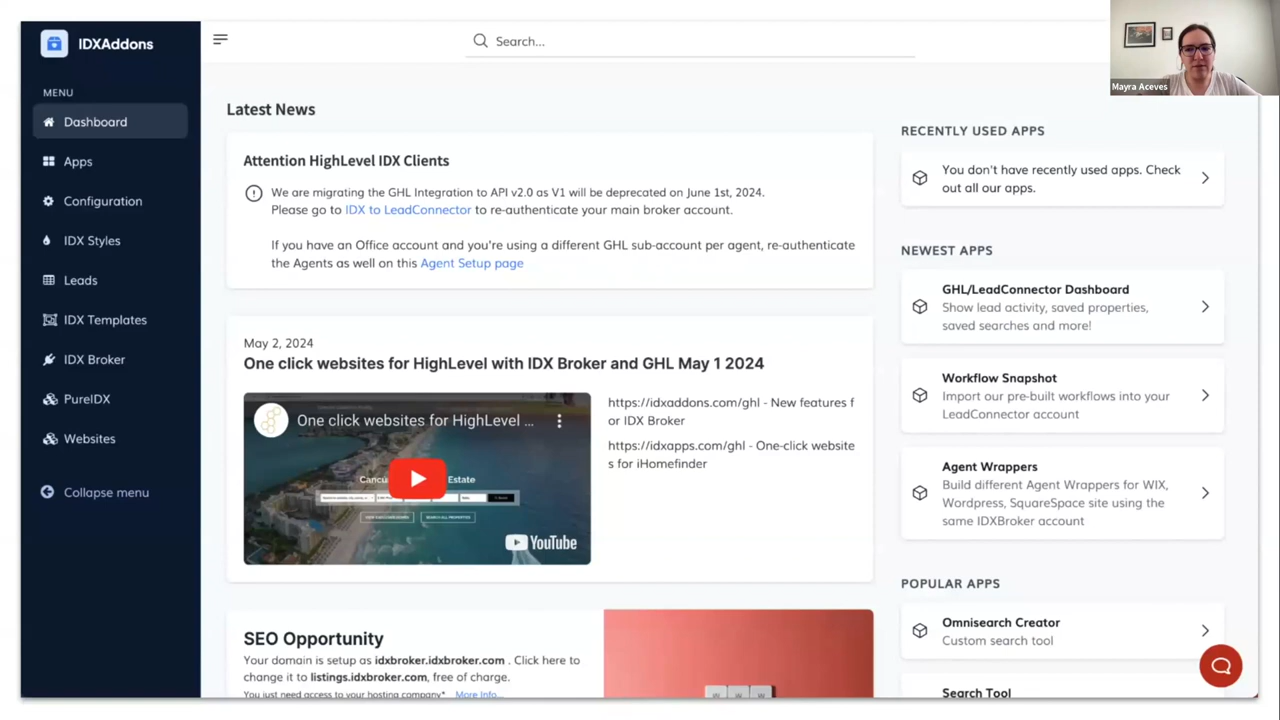 IDXAddons
MENU
Dashboard
Apps
Configuration
IDX Styles
Leads
IDX Templates
IDX Broker
PureIDX
Websites
Collapse menu
Search...
Mayra Aceves
Latest News
Attention HighLevel IDX Clients
We are migrating the GHL Integration to API v2.0 as V1 will be deprecated on June 1st, 2024.
Please go to IDX to LeadConnector to re-authenticate your main broker account.
If you have an Office account and you're using a different GHL sub-account per agent, re-authenticate
the Agents as well on this Agent Setup page
May 2, 2024
One click websites for HighLevel with IDX Broker and GHL May 1 2024
One click websites for HighLevel ...
Cancú
Estate
YouTube
https://idxaddons.com/ghl - New features f
or IDX Broker
https://idxapps.com/ghl - One-click website
s for iHomefinder
SEO Opportunity
Your domain is setup as idxbroker.idxbroker.com . Click here to
change it to listings.idxbroker.com, free of charge.
You just need access to your hosting company* More Info...
W W W
RECENTLY USED APPS
You don't have recently used apps. Check
out all our apps.
NEWEST APPS
GHL/LeadConnector Dashboard
Show lead activity, saved properties,
saved searches and more!
Workflow Snapshot
Import our pre-built workflows into your
LeadConnector account
Agent Wrappers
Build different Agent Wrappers for WIX,
Wordpress, SquareSpace site using the
same IDXBroker account
POPULAR APPS
Omnisearch Creator
Custom search tool
Search Tool